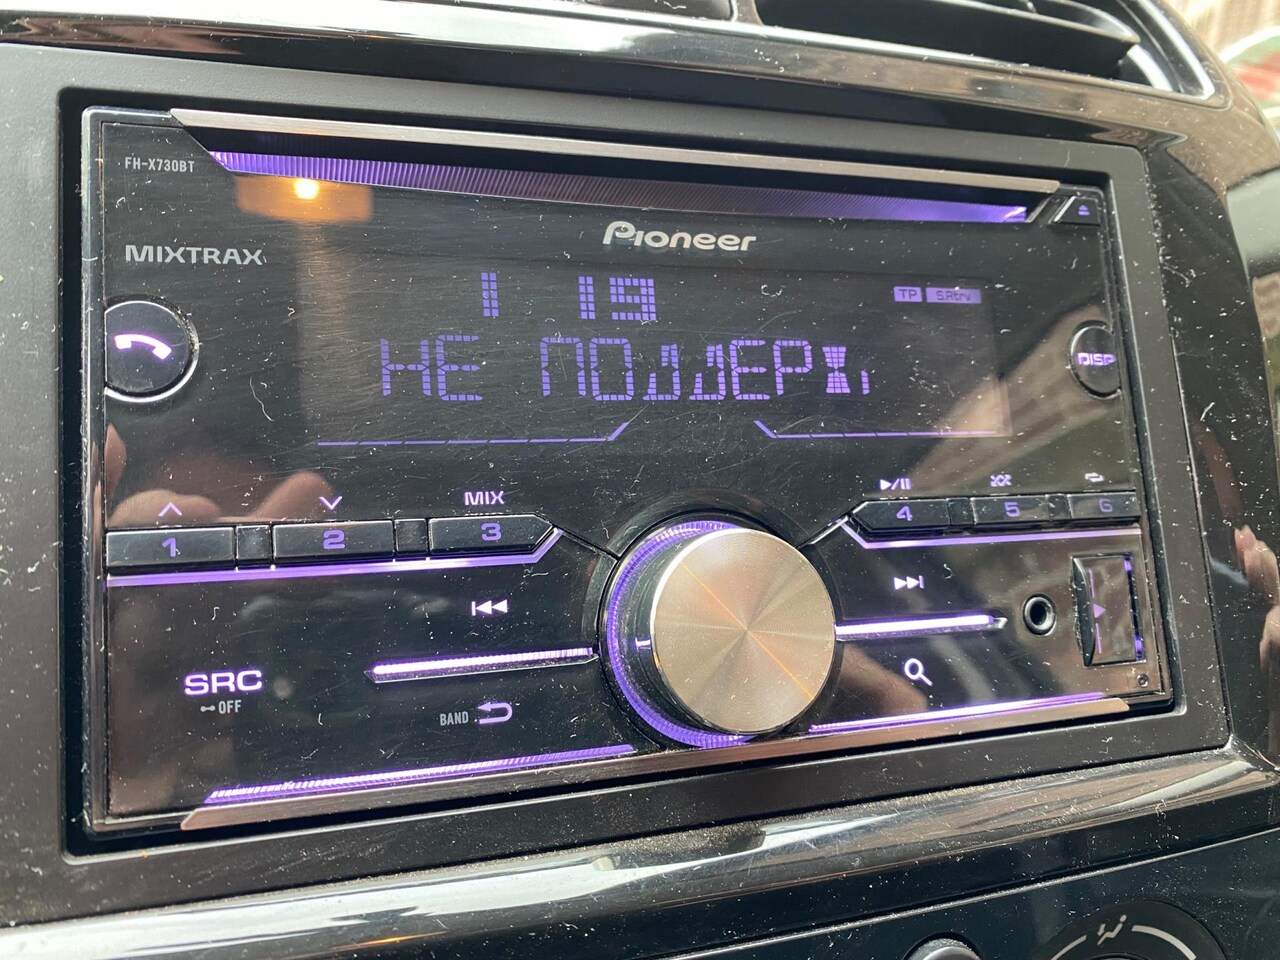 FH-X730BT
Pioneer
MIXTRAX
1 19
TP S.Rtrv
НЕ ПОДДЕРЖ
DISP
MIX
1 2 3
4 5 6
SRC
OFF
BAND